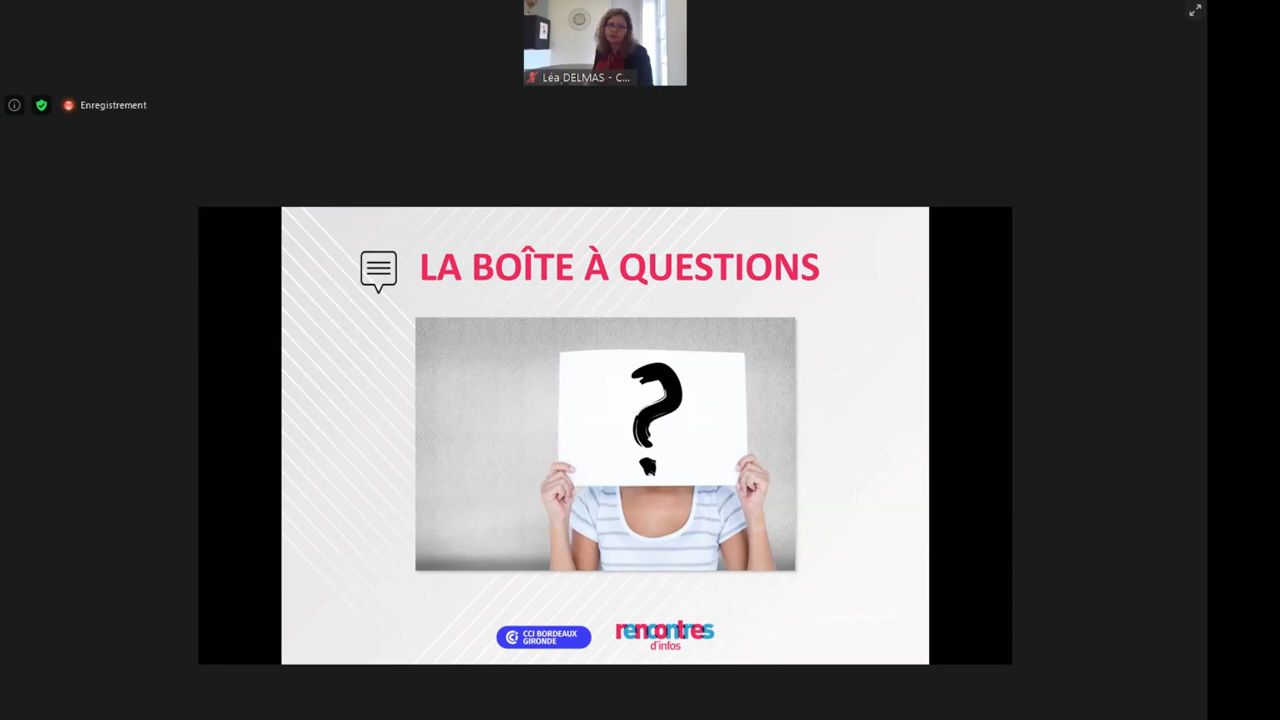 Léa DELMAS - C...
Enregistrement
LA BOÎTE À QUESTIONS
?
CCI BORDEAUX
GIRONDE
rencontres
d'infos